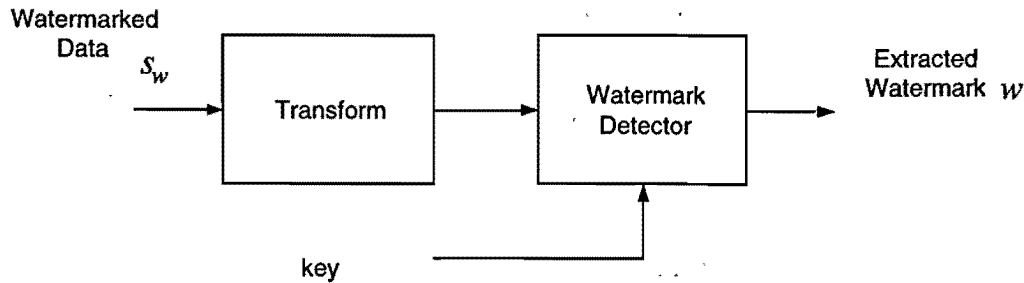 Watermarked
Data
S_w
Transform
Watermark
Detector
Extracted
Watermark w
key